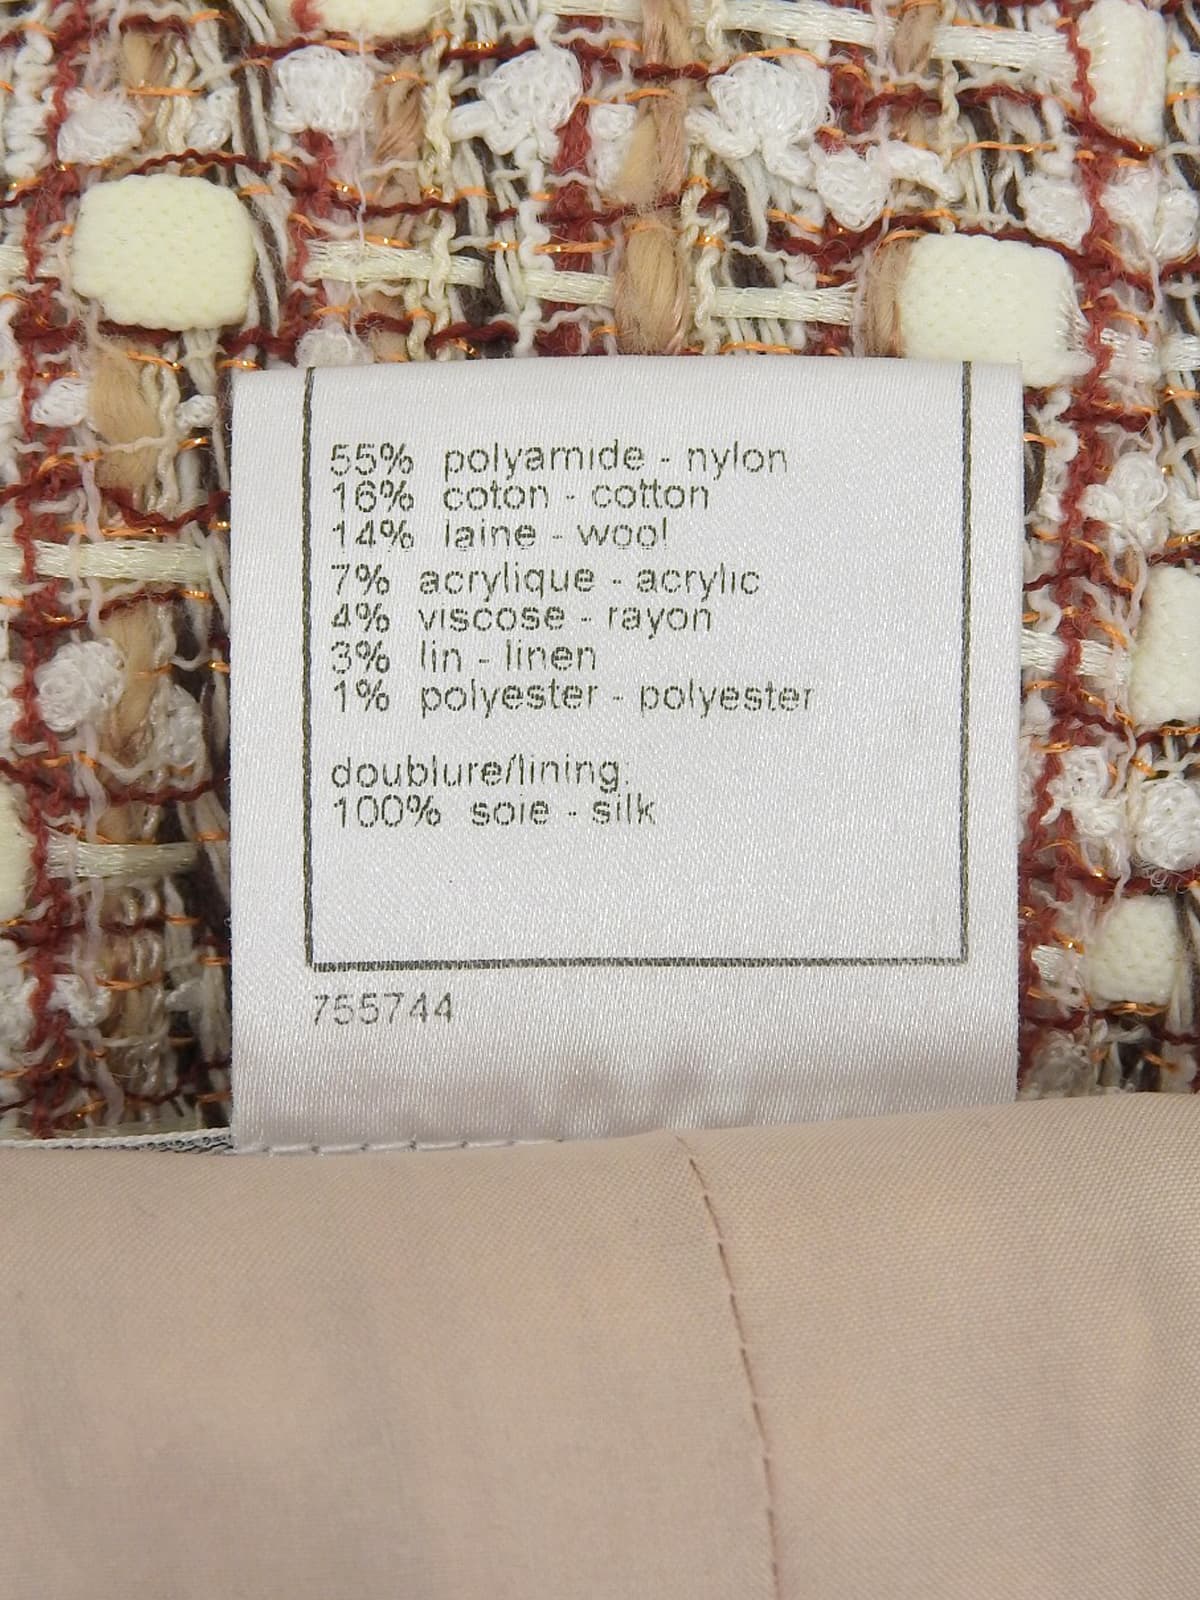 55% polyamide - nylon
16% coton - cotton
14% laine - wool
7% acrylique - acrylic
4% viscose - rayon
3% lin - linen
1% polyester - polyester
doublure/lining:
100% soie - silk
755744